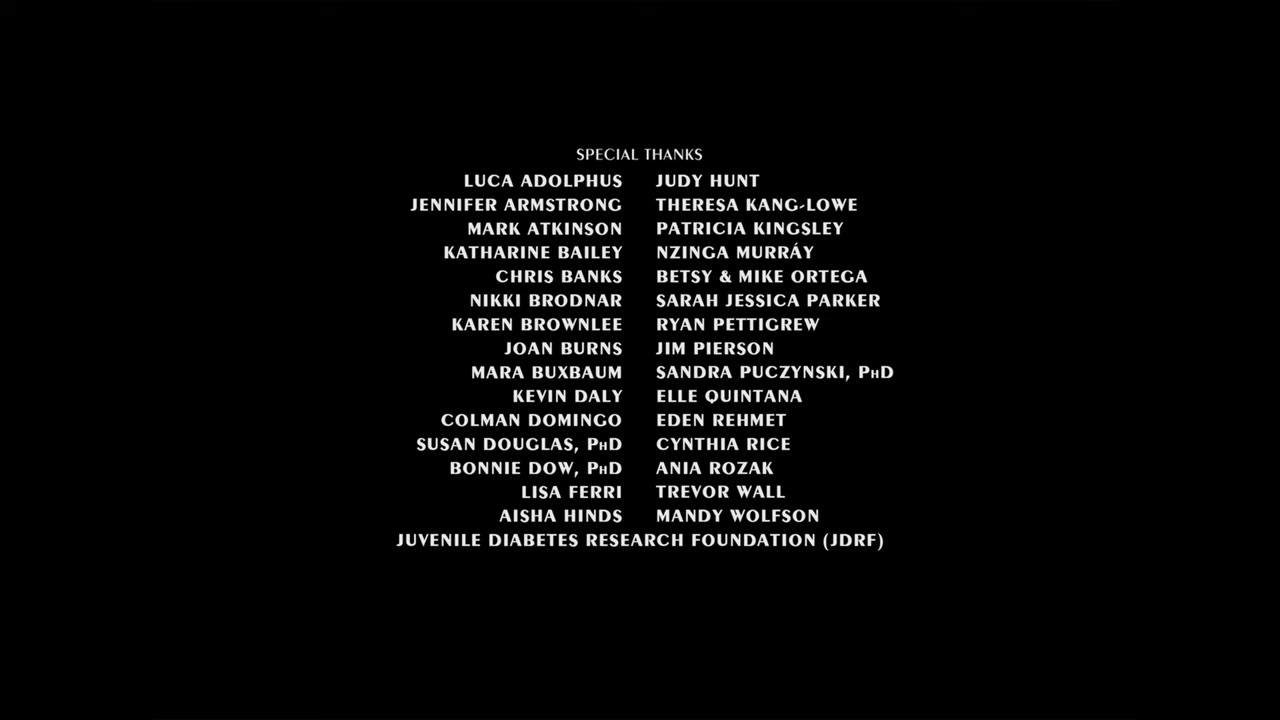 SPECIAL THANKS
LUCA ADOLPHUS JUDY HUNT
JENNIFER ARMSTRONG THERESA KANG-LOWE
MARK ATKINSON PATRICIA KINGSLEY
KATHARINE BAILEY NZINGA MURRÁY
CHRIS BANKS BETSY & MIKE ORTEGA
NIKKI BRODNAR SARAH JESSICA PARKER
KAREN BROWNLEE RYAN PETTIGREW
JOAN BURNS JIM PIERSON
MARA BUXBAUM SANDRA PUCZYNSKI, PHD
KEVIN DALY ELLE QUINTANA
COLMAN DOMINGO EDEN REHMET
SUSAN DOUGLAS, PHD CYNTHIA RICE
BONNIE DOW, PHD ANIA ROZAK
LISA FERRI TREVOR WALL
AISHA HINDS MANDY WOLFSON
JUVENILE DIABETES RESEARCH FOUNDATION (JDRF)